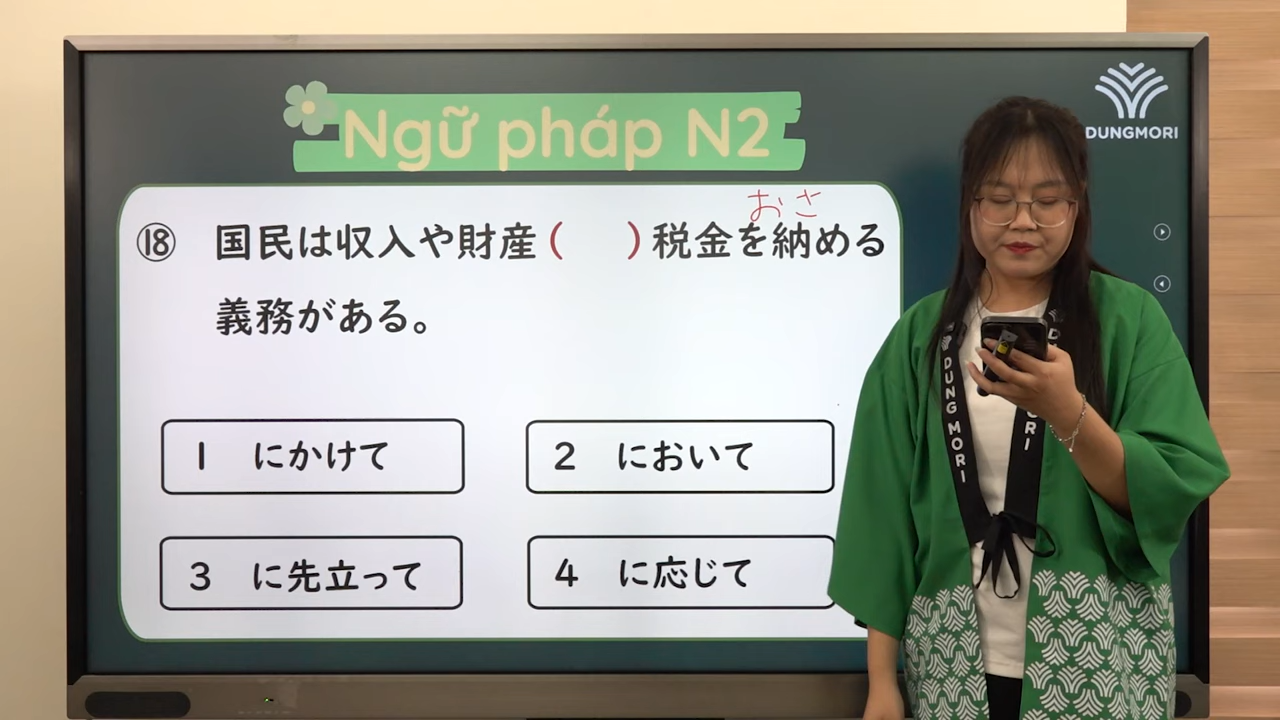 Ngữ pháp N2
DUNGMORI
おさ
⑱ 国民は収入や財産( )税金を納める
義務がある。
1 にかけて
2 において
3 に先立って
4 に応じて
DUNG MORI